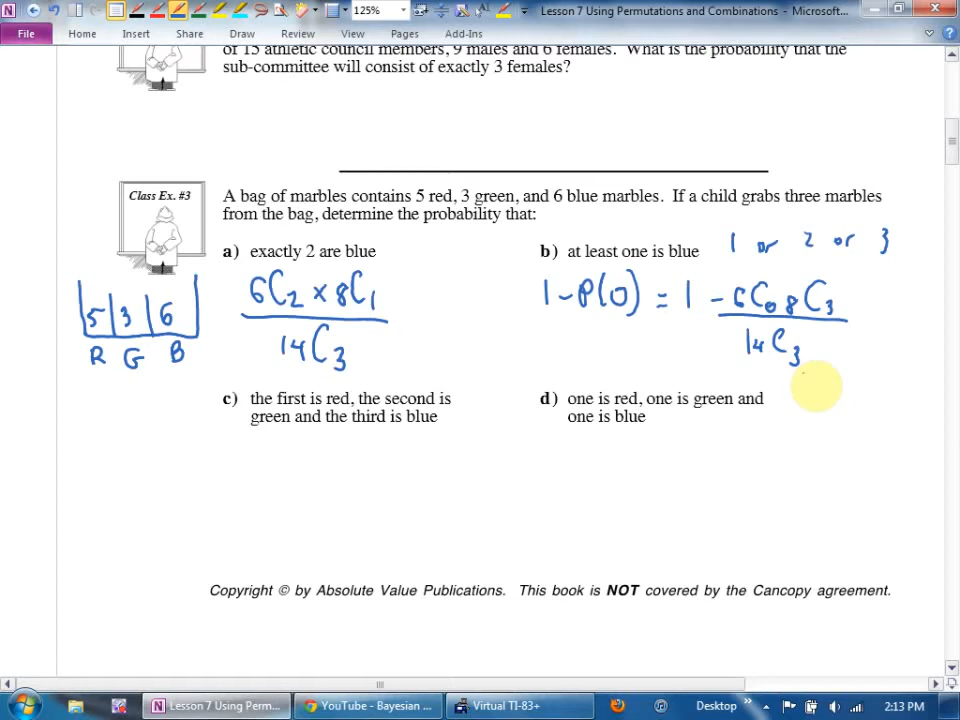 125%
Lesson 7 Using Permutations and Combinations - Microsoft...
File Home Insert Share Draw Review View Pages Add-Ins
of 15 athletic council members, 9 males and 6 females. What is the probability that the
sub-committee will consist of exactly 3 females?
Class Ex. #3
A bag of marbles contains 5 red, 3 green, and 6 blue marbles. If a child grabs three marbles
from the bag, determine the probability that:
a) exactly 2 are blue
b) at least one is blue 1 or 2 or 3
5 3 6
R G B
6C2 × 8C1
14C3
1 - P(0) = 1 - 6C0 8C3
14C3
c) the first is red, the second is
green and the third is blue
d) one is red, one is green and
one is blue
Copyright © by Absolute Value Publications. This book is NOT covered by the Cancopy agreement.
Lesson 7 Using Perm... YouTube - Bayesian ... Virtual TI-83+ Desktop 2:13 PM